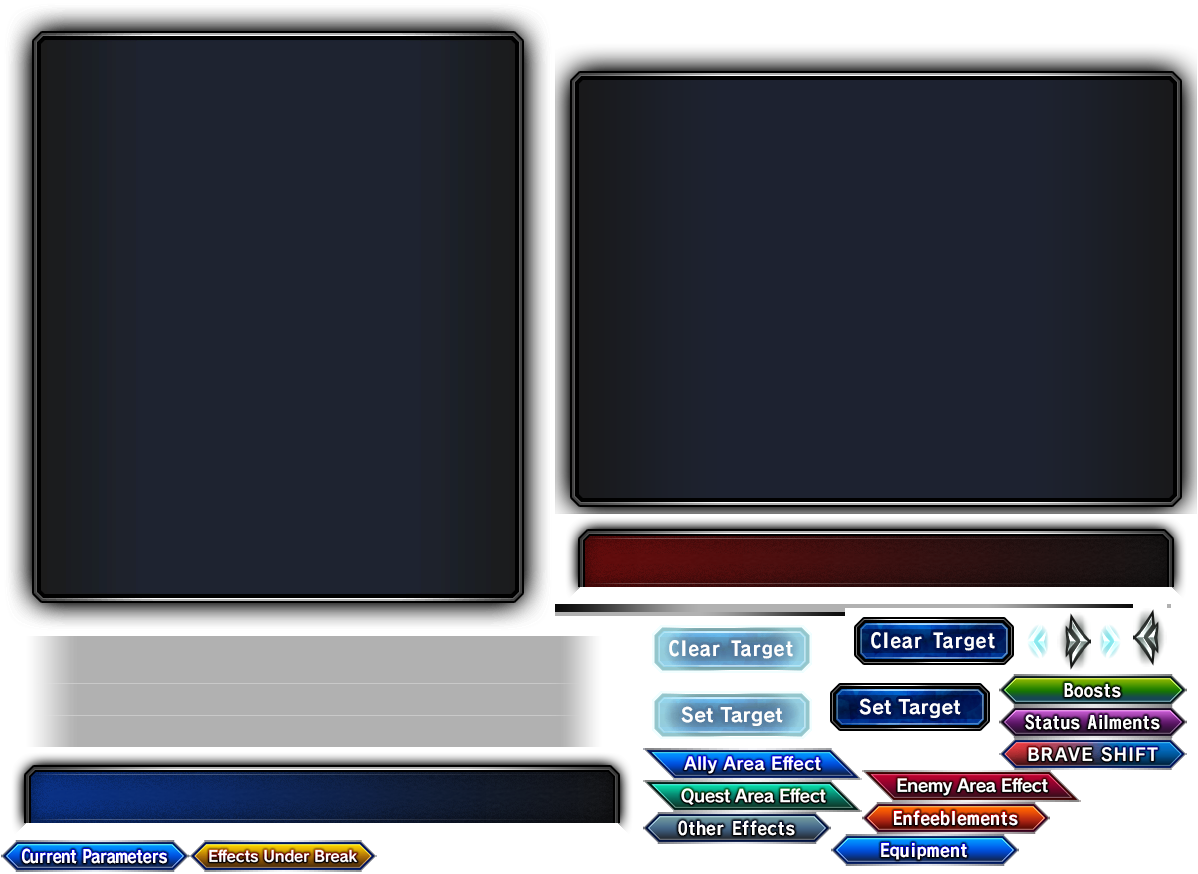 Clear Target
Clear Target
Set Target
Set Target
Boosts
Status Ailments
BRAVE SHIFT
Ally Area Effect
Enemy Area Effect
Quest Area Effect
Enfeeblements
Other Effects
Equipment
Current Parameters
Effects Under Break